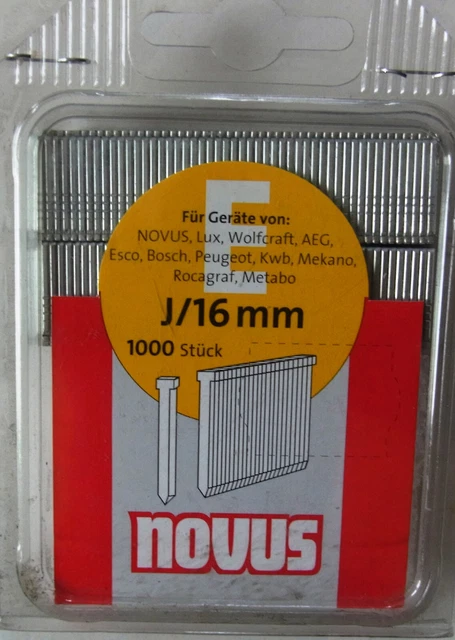 E
Für Geräte von:
NOVUS, Lux, Wolfcraft, AEG,
Esco, Bosch, Peugeot, Kwb, Mekano,
Rocagraf, Metabo
J/16 mm
1000 Stück
novus